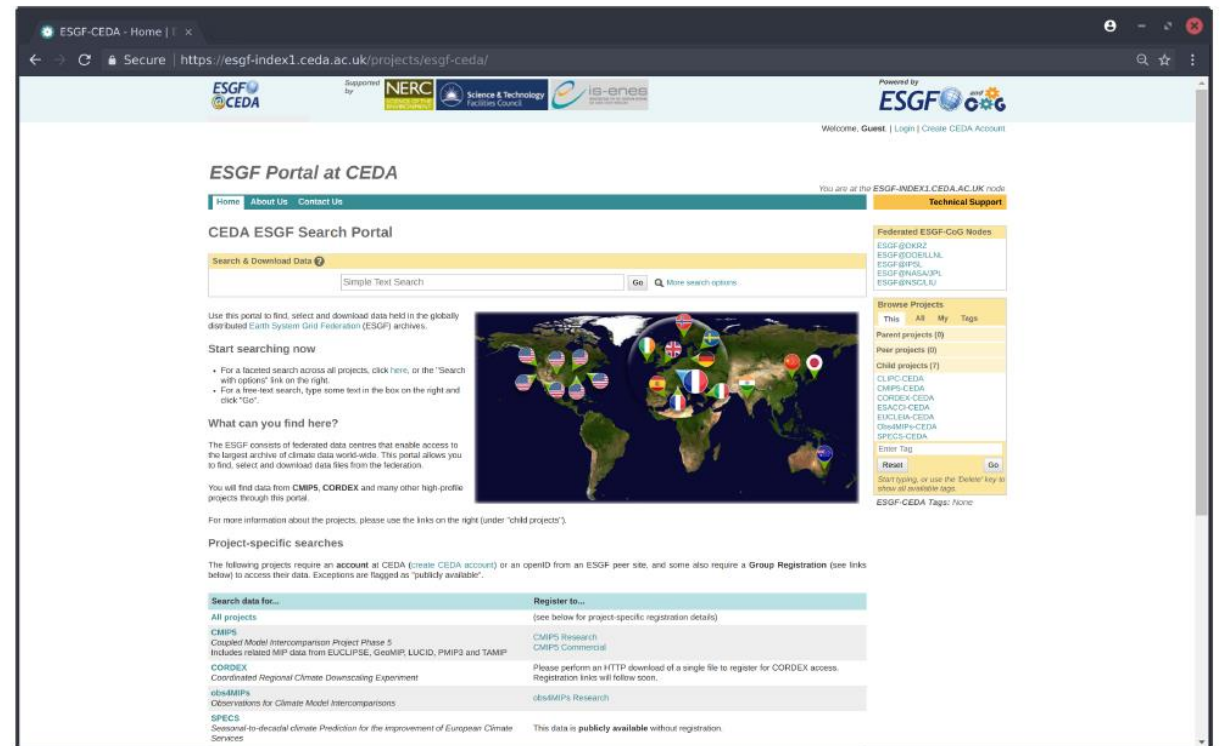 ESGF-CEDA - Home |
Secure | https://esgf-index1.ceda.ac.uk/projects/esgf-ceda/
ESGF
@CEDA
Supported
by
NERC
SCIENCE OF THE
ENVIRONMENT
Science & Technology
Facilities Council
is-enes
Powered by
ESGF and COG
Welcome, Guest. | Login | Create CEDA Account
ESGF Portal at CEDA
You are at the ESGF-INDEX1.CEDA.AC.UK node
Home About Us Contact Us
Technical Support
CEDA ESGF Search Portal
Search & Download Data ?
Simple Text Search Go More search options
Use this portal to find, select and download data held in the globally
distributed Earth System Grid Federation (ESGF) archives.
Start searching now
• For a faceted search across all projects, click here, or the "Search
with options" link on the right.
• For a free-text search, type some text in the box on the right and
click "Go".
What can you find here?
The ESGF consists of federated data centres that enable access to
the largest archive of climate data world-wide. This portal allows you
to find, select and download data files from the federation.
You will find data from CMIP5, CORDEX and many other high-profile
projects through this portal.
For more information about the projects, please use the links on the right (under "child projects").
Project-specific searches
The following projects require an account at CEDA (create CEDA account) or an openID from an ESGF peer site, and some also require a Group Registration (see links
below) to access their data. Exceptions are flagged as "publicly available".
Search data for... Register to...
All projects (see below for project-specific registration details)
CMIP5
Coupled Model Intercomparison Project Phase 5
Includes related MIP data from EUCLIPSE, GeoMIP, LUCID, PMIP3 and TAMIP
CMIP5 Research
CMIP5 Commercial
CORDEX
Coordinated Regional Climate Downscaling Experiment
Please perform an HTTP download of a single file to register for CORDEX access.
Registration links will follow soon.
obs4MIPs
Observations for Climate Model Intercomparisons
obs4MIPs Research
SPECS
Seasonal-to-decadal climate Prediction for the improvement of European Climate
Services
This data is publicly available without registration
Federated ESGF-CoG Nodes
ESGF@DKRZ
ESGF@DOE/LLNL
ESGF@IPSL
ESGF@NASA/JPL
ESGF@NSC/LIU
Browse Projects
This All My Tags
Parent projects (0)
Peer projects (0)
Child projects (7)
CLIPC-CEDA
CMIP5-CEDA
CORDEX-CEDA
ESACCI-CEDA
EUCLEIA-CEDA
Obs4MIPs-CEDA
SPECS-CEDA
Enter Tag
Reset Go
Start typing, or use the 'Delete' key to
show all available tags.
ESGF-CEDA Tags: None